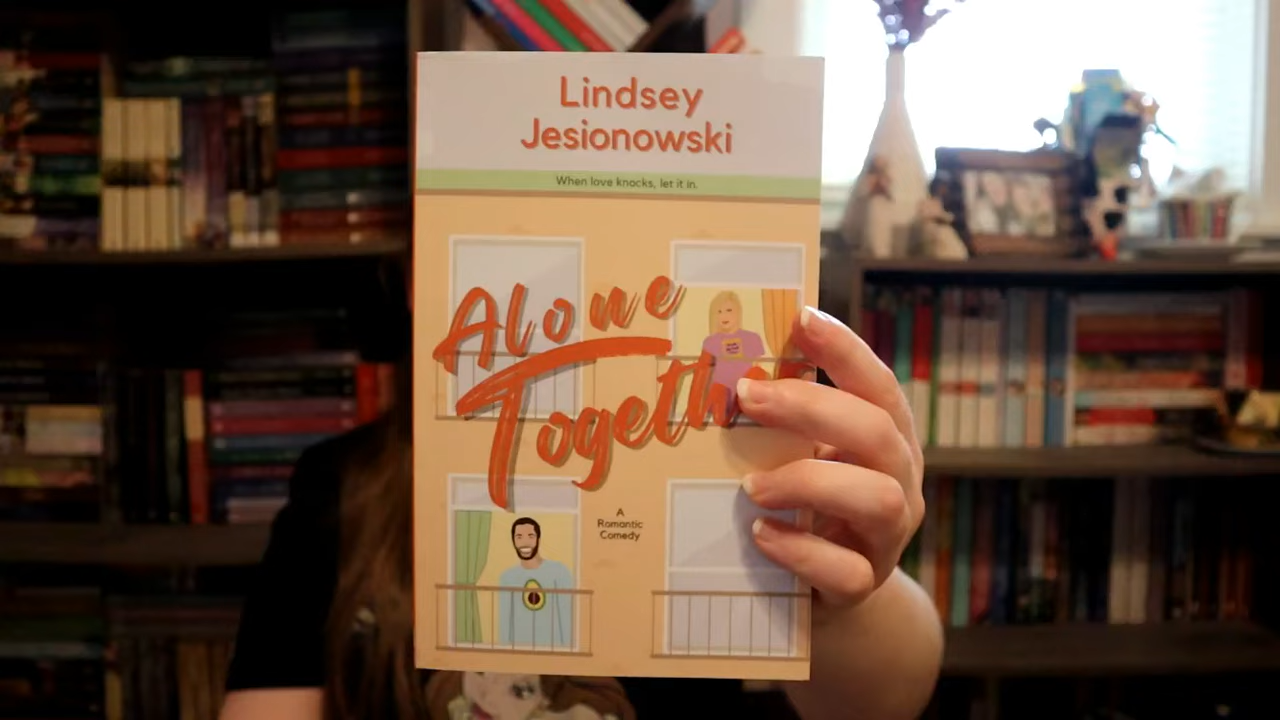 Lindsey
Jesionowski
When love knocks, let it in.
Alone
Togeth
A
Romantic
Comedy